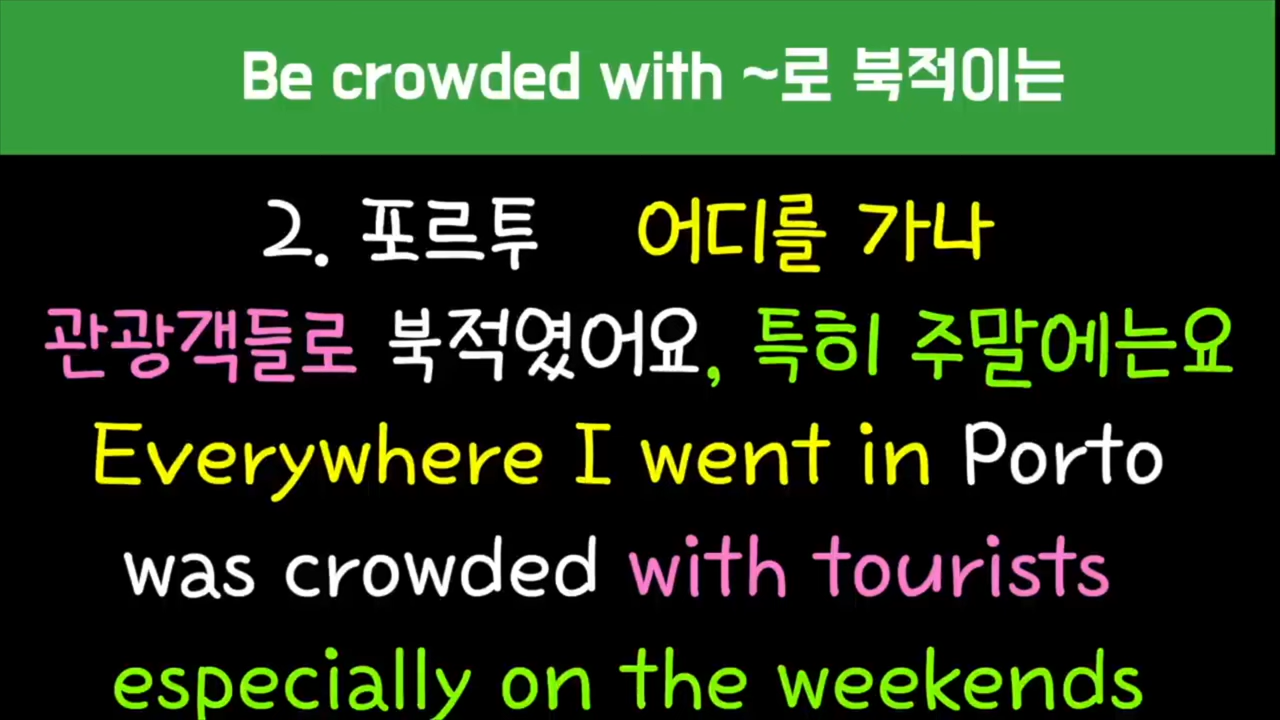 Be crowded with ~로 북적이는
2. 포르투 어디를 가나
관광객들로 북적였어요, 특히 주말에는요
Everywhere I went in Porto
was crowded with tourists
especially on the weekends